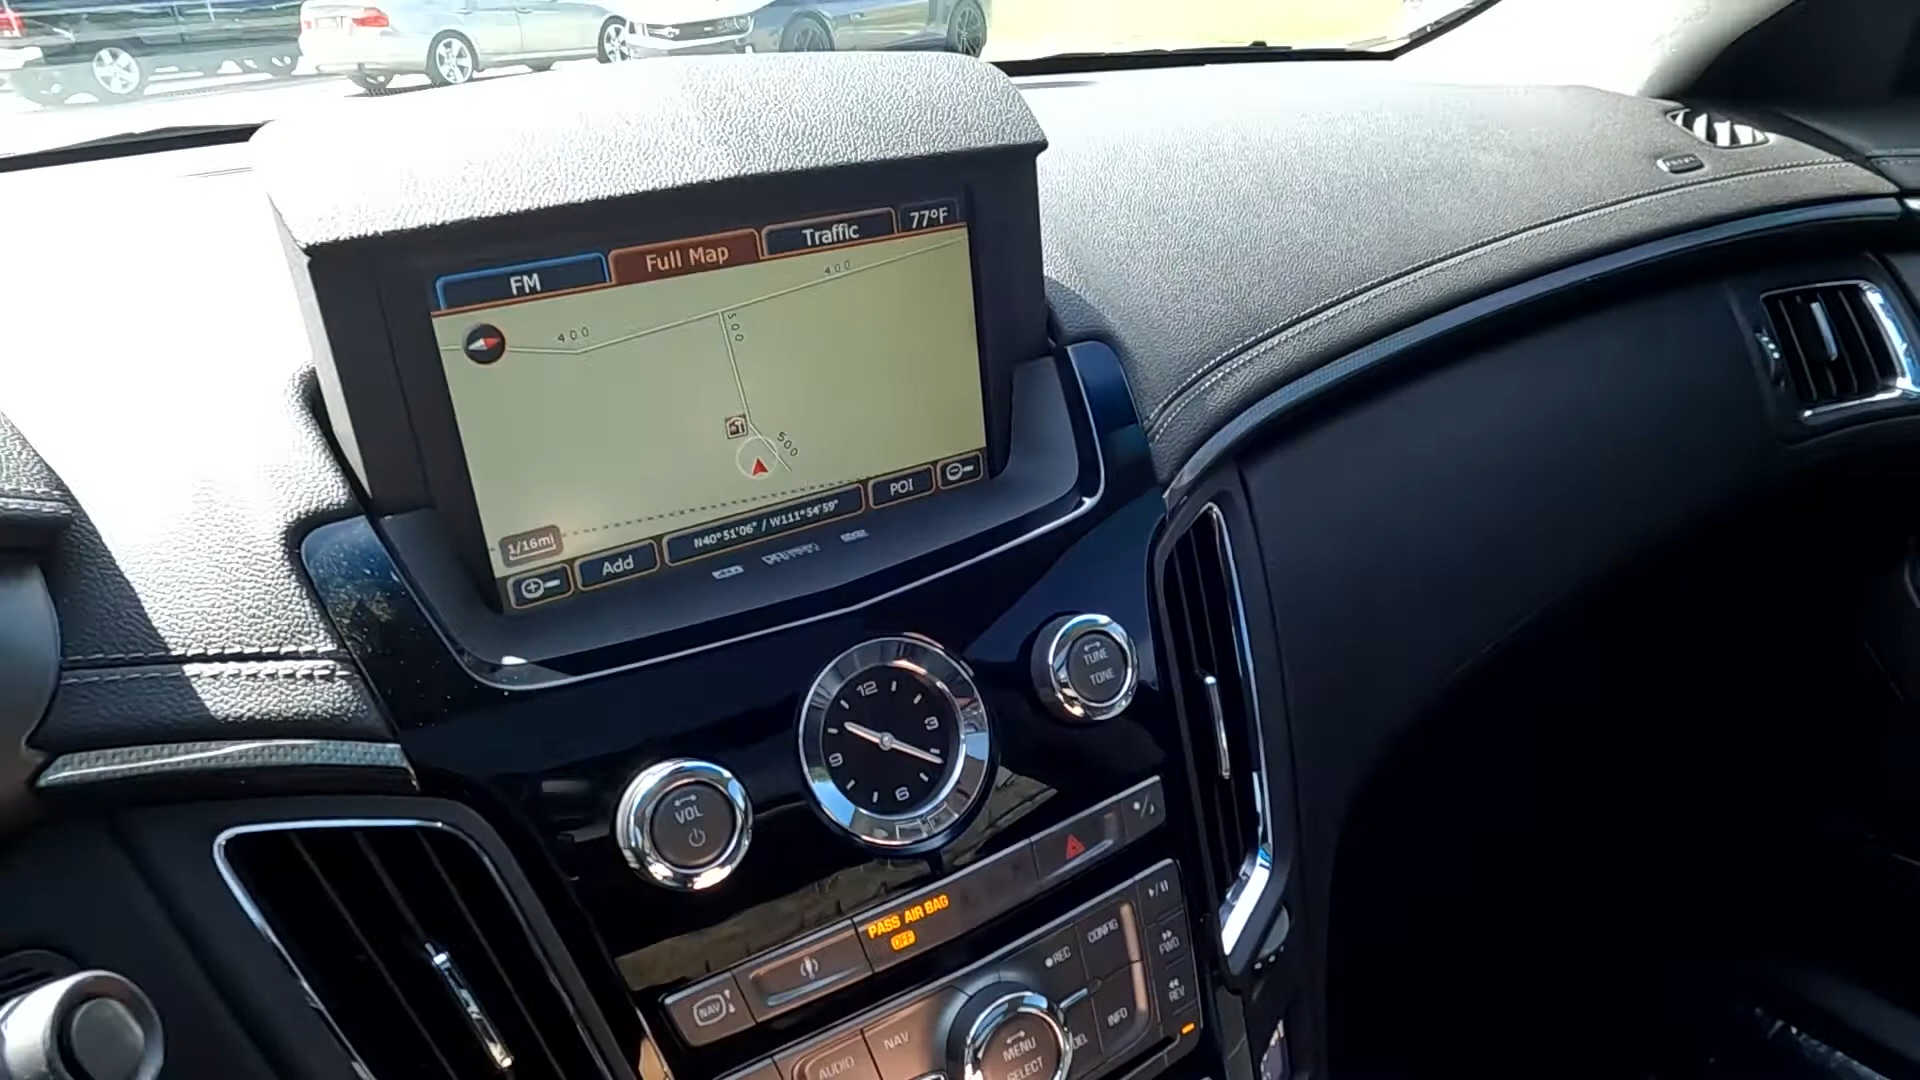 FM
Full Map
Traffic
77°F
400
400
500
500
1/16mi
Add
N40°51'06" / W111°54'59"
POI
TUNE
TONE
12
3
6
9
VOL
PASS AIR BAG
OFF
NAV
REC
CONFIG
FWD
REV
AUDIO
NAV
INFO
DEL
MENU
SELECT